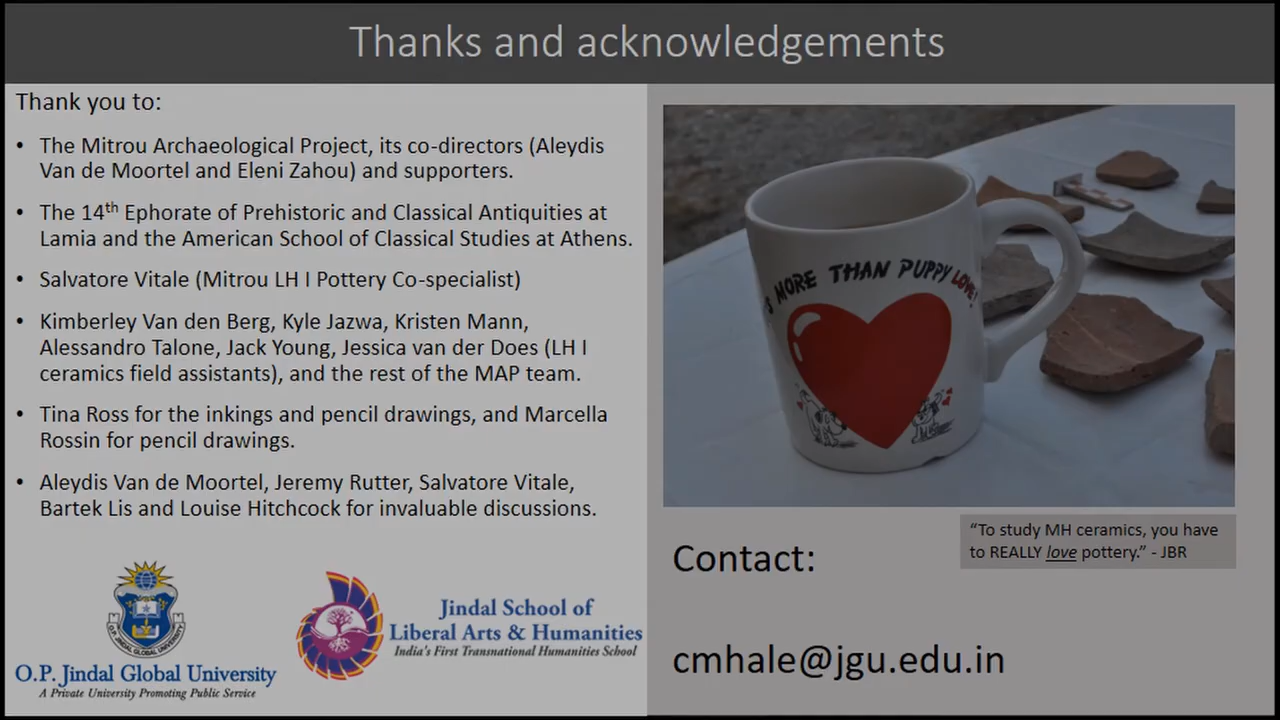 Thanks and acknowledgements
Thank you to:
• The Mitrou Archaeological Project, its co-directors (Aleydis
Van de Moortel and Eleni Zahou) and supporters.
• The 14th Ephorate of Prehistoric and Classical Antiquities at
Lamia and the American School of Classical Studies at Athens.
• Salvatore Vitale (Mitrou LH I Pottery Co-specialist)
• Kimberley Van den Berg, Kyle Jazwa, Kristen Mann,
Alessandro Talone, Jack Young, Jessica van der Does (LH I
ceramics field assistants), and the rest of the MAP team.
• Tina Ross for the inkings and pencil drawings, and Marcella
Rossin for pencil drawings.
• Aleydis Van de Moortel, Jeremy Rutter, Salvatore Vitale,
Bartek Lis and Louise Hitchcock for invaluable discussions.
O.P. JINDAL GLOBAL UNIVERSITY
O.P. Jindal Global University
A Private University Promoting Public Service
Jindal School of
Liberal Arts & Humanities
India's First Transnational Humanities School
MORE THAN PUPPY LOVE!
"To study MH ceramics, you have
to REALLY love pottery." - JBR
Contact:
cmhale@jgu.edu.in